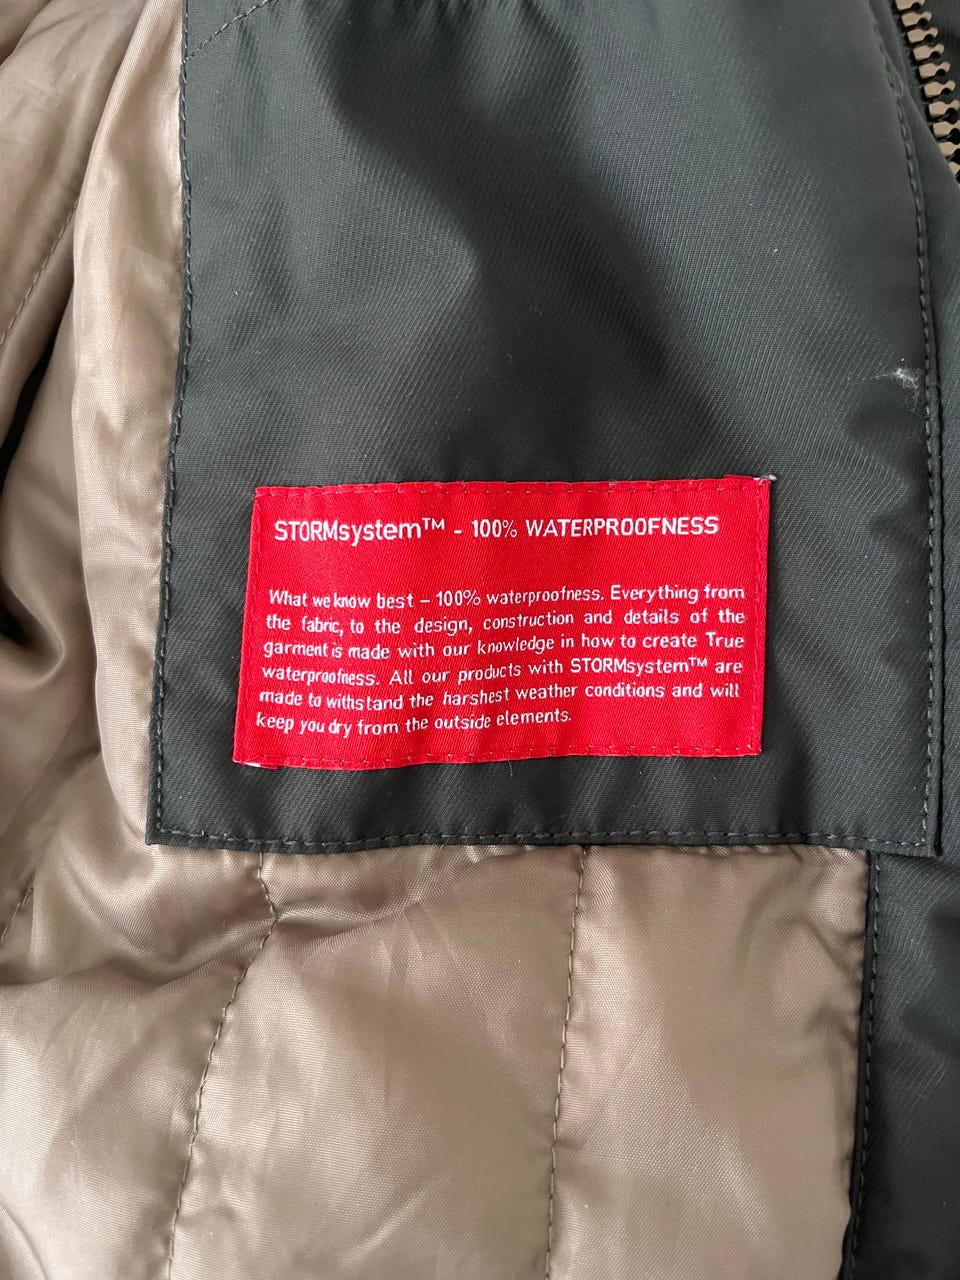 STORMsystem™ - 100% WATERPROOFNESS
What we know best – 100% waterproofness. Everything from
the fabric, to the design, construction and details of the
garment is made with our knowledge in how to create True
waterproofness. All our products with STORMsystem™ are
made to withstand the harshest weather conditions and will
keep you dry from the outside elements.